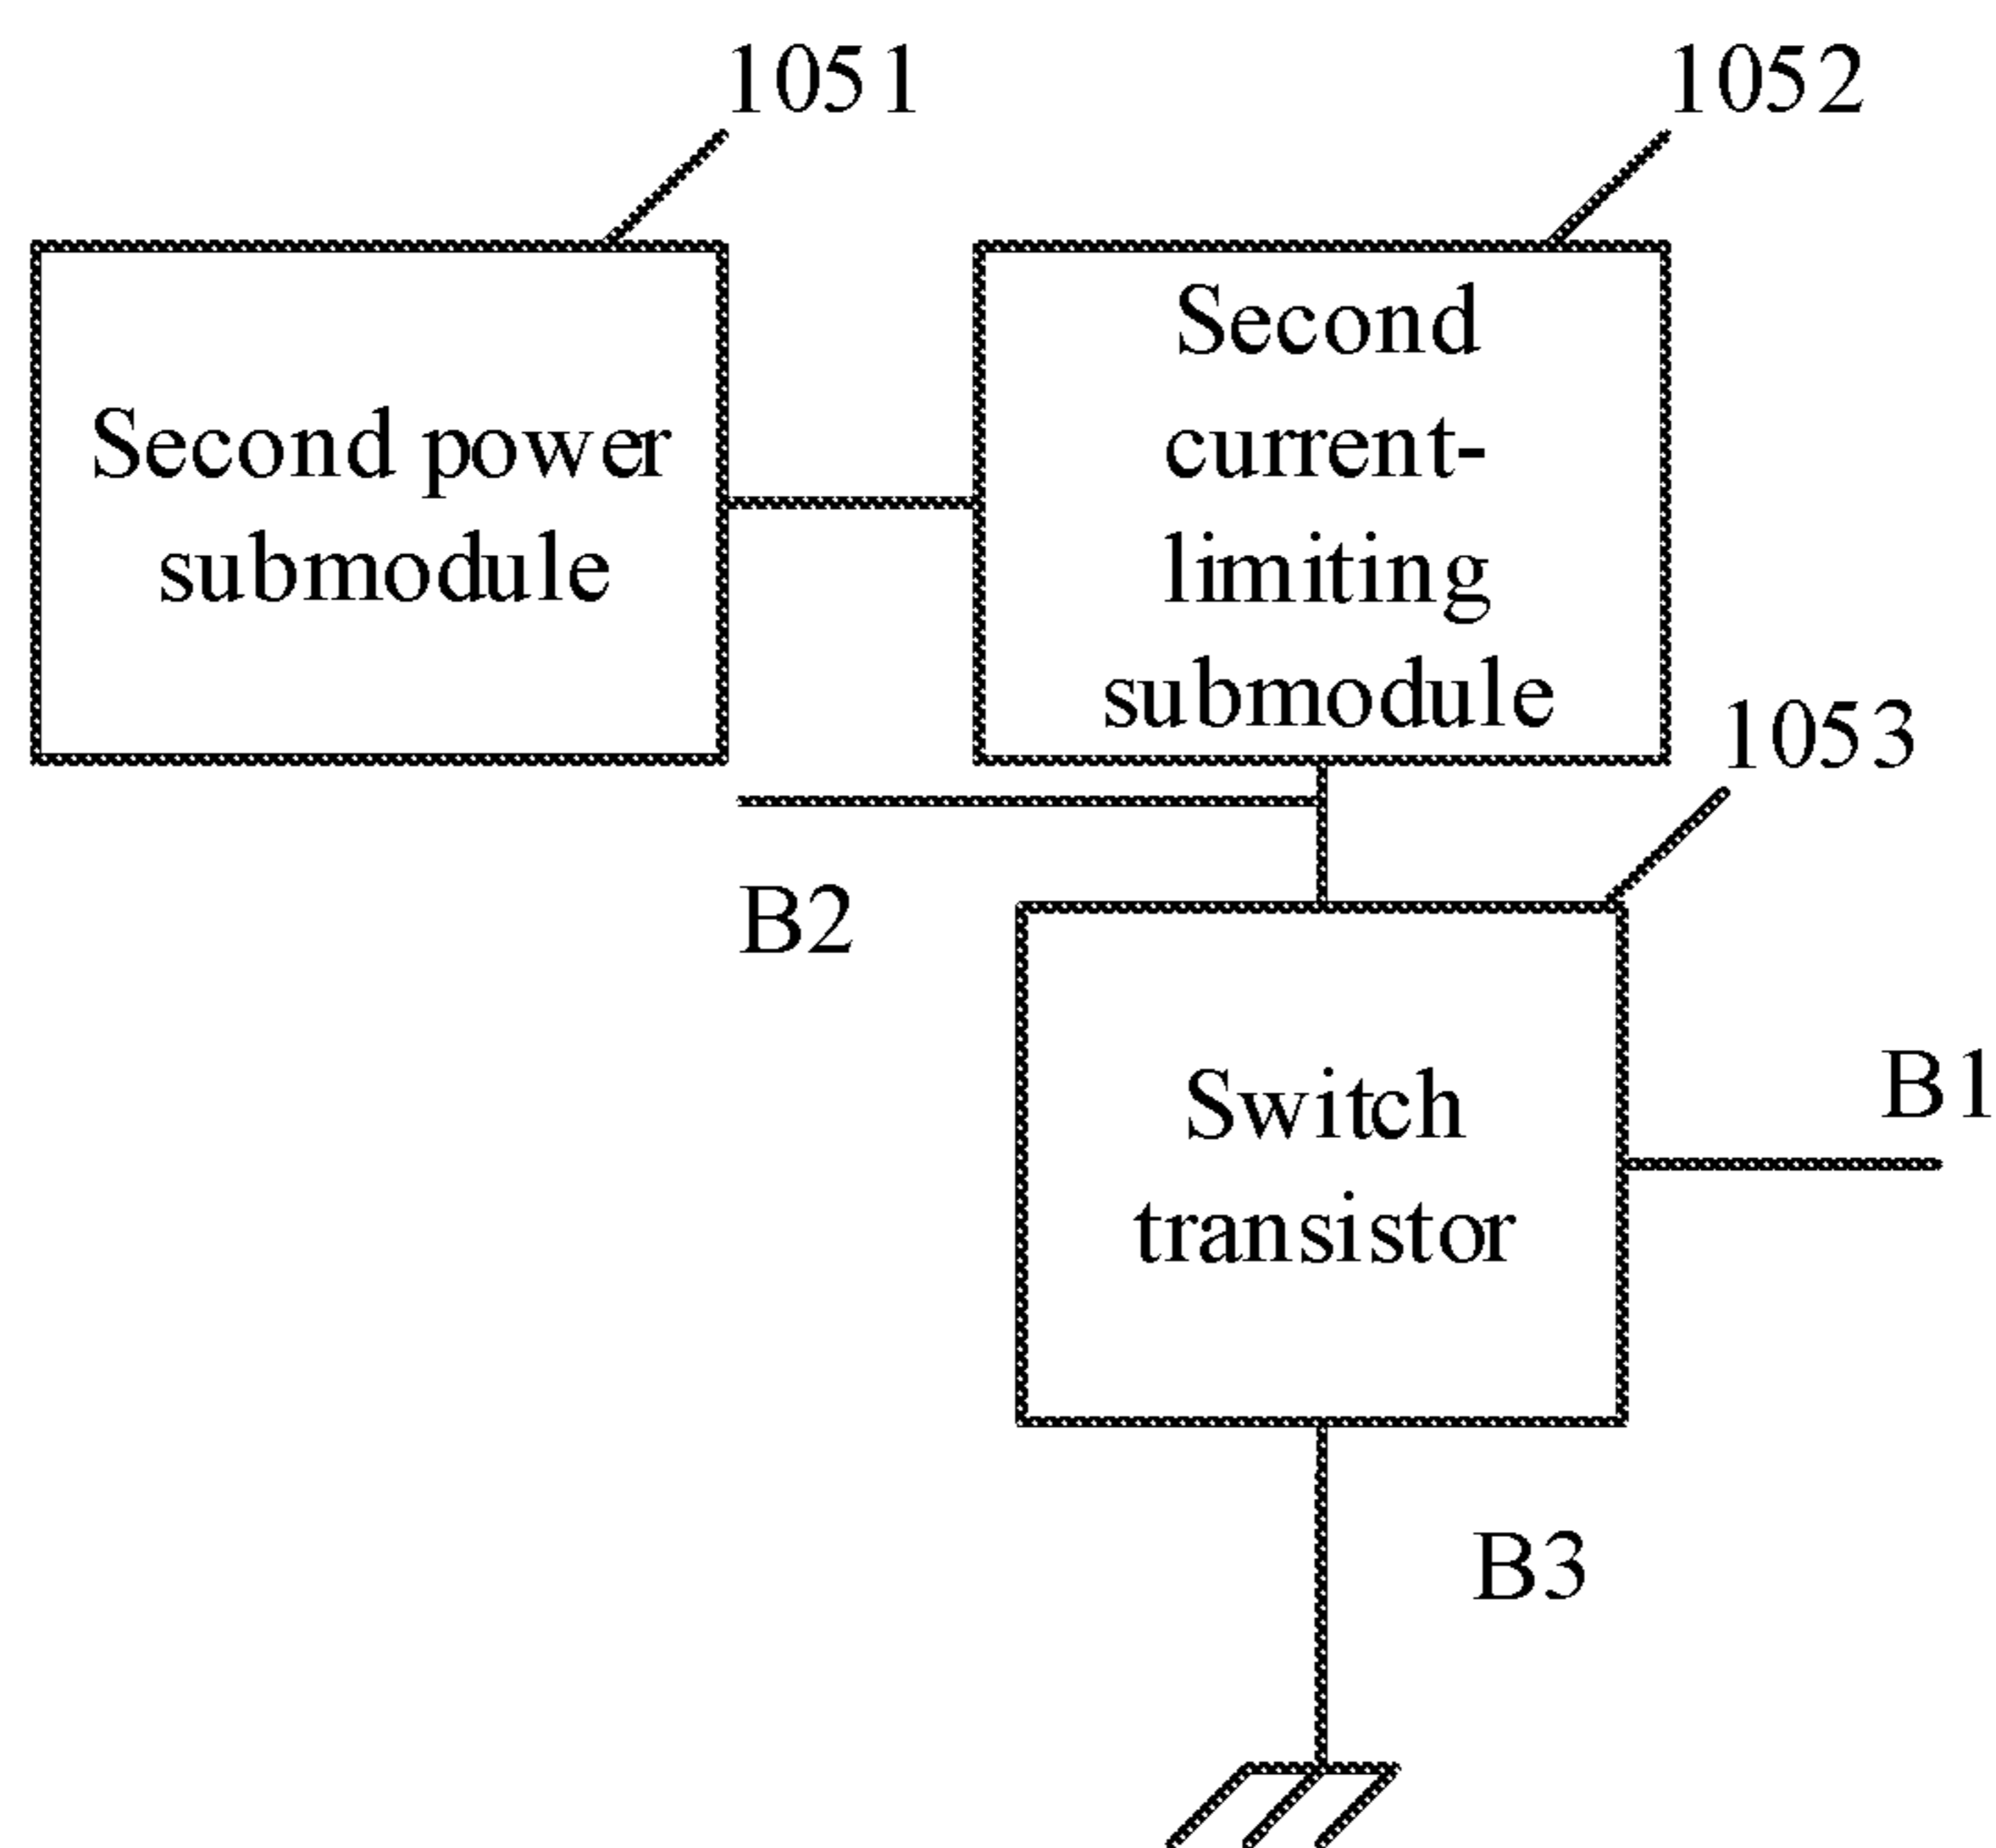 1051
1052
Second power
submodule
Second
current-
limiting
submodule
1053
B2
Switch
transistor
B1
B3